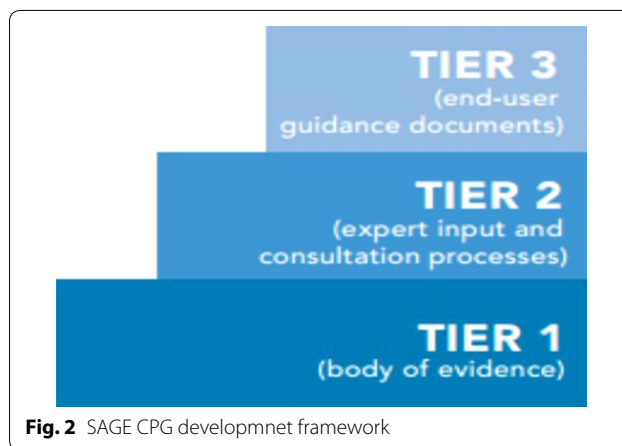 TIER 3
(end-user
guidance documents)
TIER 2
(expert input and
consultation processes)
TIER 1
(body of evidence)
Fig. 2 SAGE CPG developmnet framework